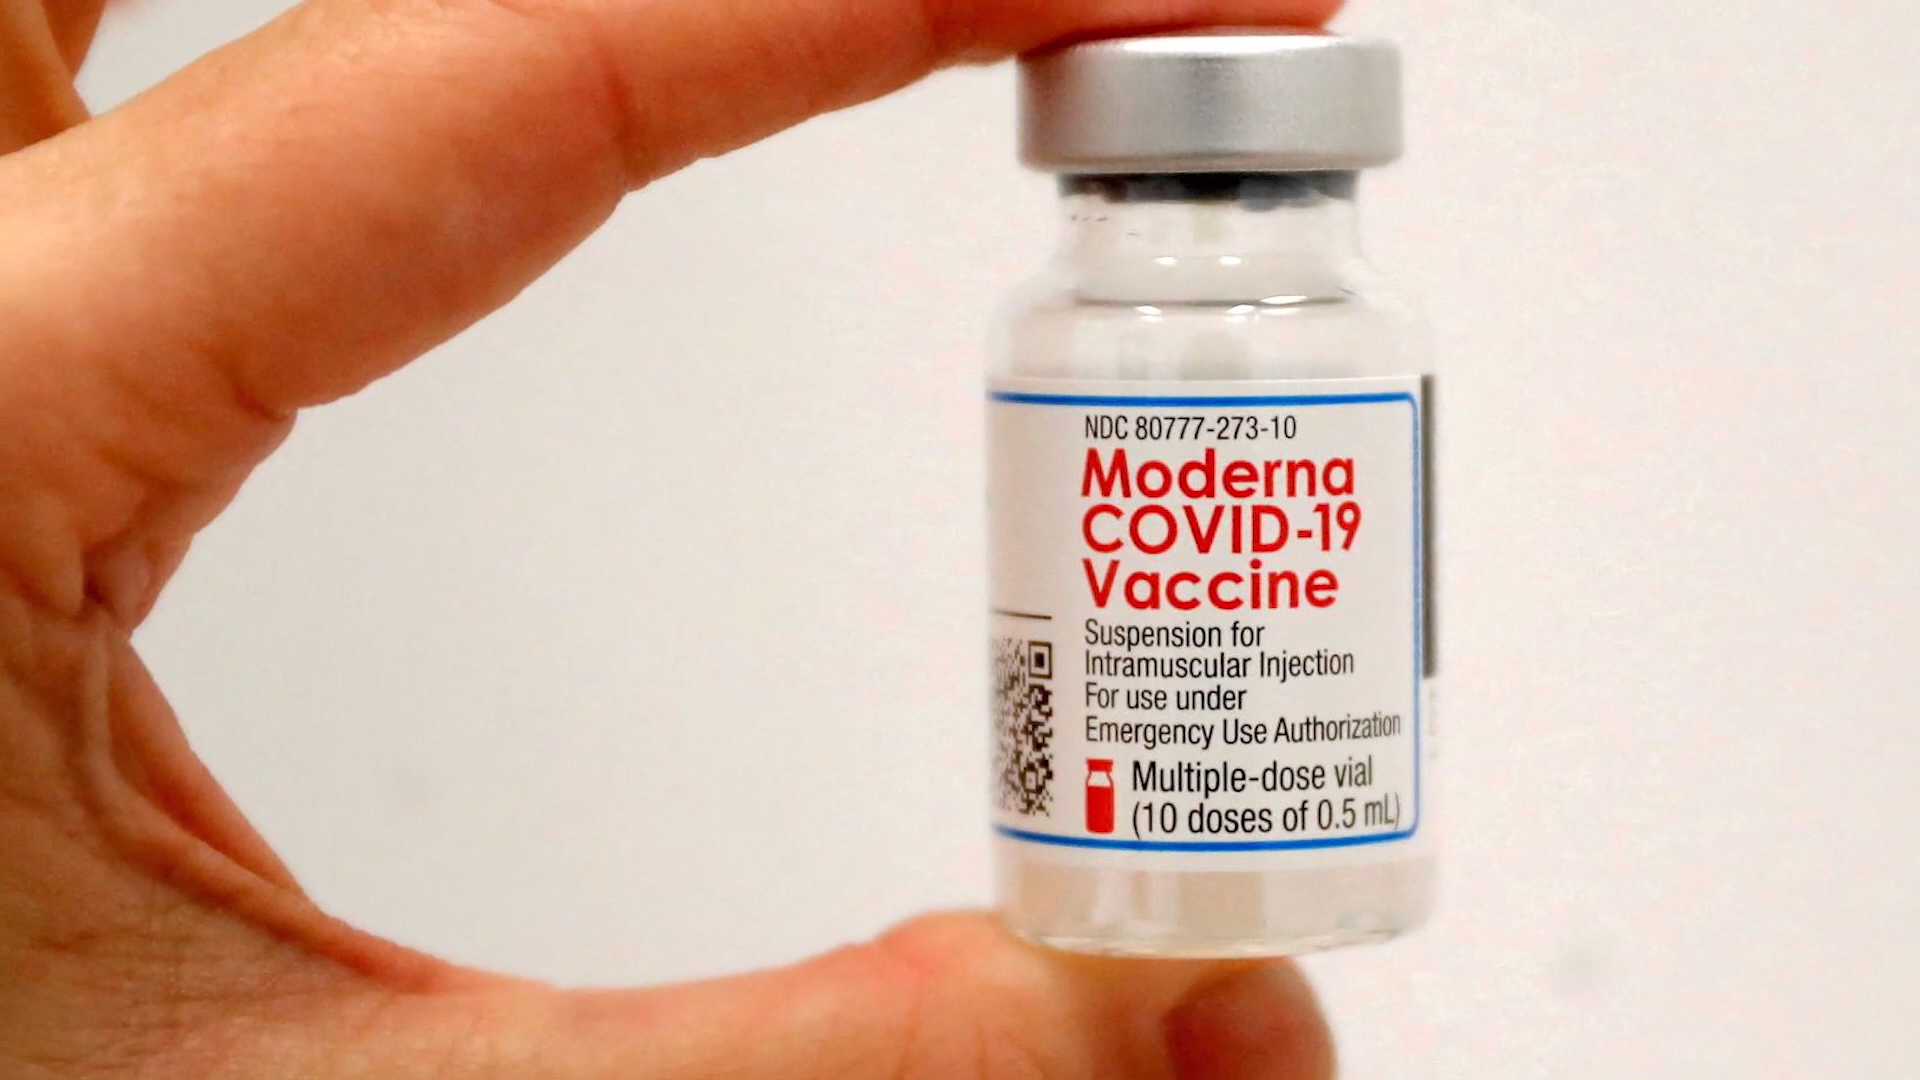 NDC 80777-273-10
Moderna
COVID-19
Vaccine
Suspension for
Intramuscular Injection
For use under
Emergency Use Authorization
Multiple-dose vial
(10 doses of 0.5 mL)